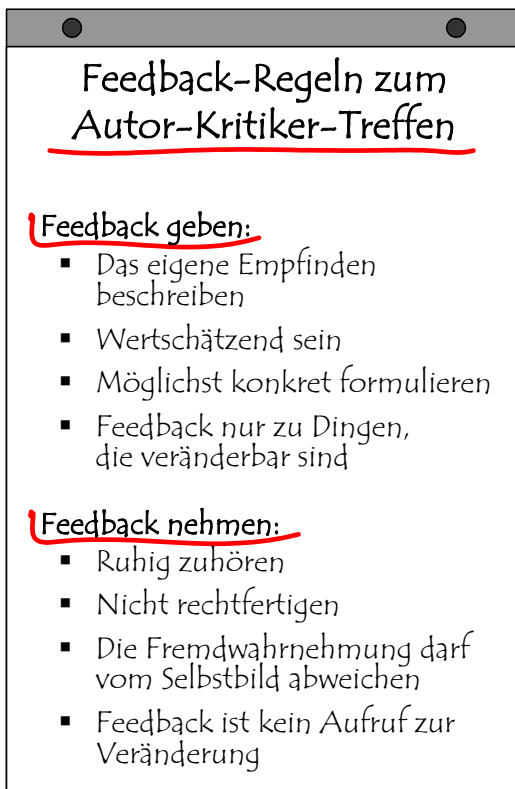 Feedback-Regeln zum
Autor-Kritiker-Treffen
Feedback geben:
▪ Das eigene Empfinden
beschreiben
▪ Wertschätzend sein
▪ Möglichst konkret formulieren
▪ Feedback nur zu Dingen,
die veränderbar sind
Feedback nehmen:
▪ Ruhig zuhören
▪ Nicht rechtfertigen
▪ Die Fremdwahrnehmung darf
vom Selbstbild abweichen
▪ Feedback ist kein Aufruf zur
Veränderung